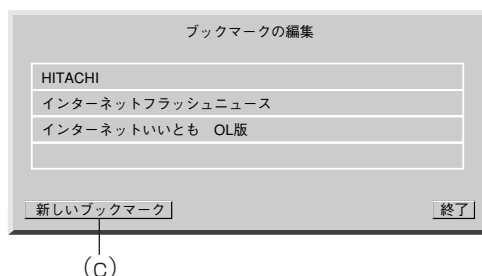 ブックマークの編集
HITACHI
インターネットフラッシュニュース
インターネットいいとも　OL版
新しいブックマーク 終了
(C)